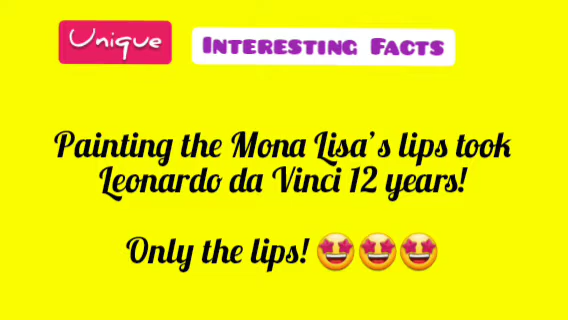 Unique
Interesting Facts
Painting the Mona Lisa's lips took
Leonardo da Vinci 12 years!
Only the lips! 🤩🤩🤩